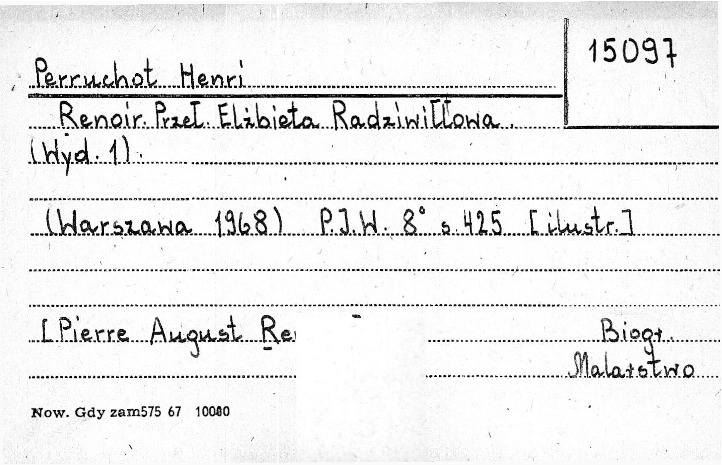 15097
Perruchot Henri
Renoir. Przeł. Elżbieta Radziwiłłowa.
(Wyd. 1).
(Warszawa 1968) P.I.W. 8° s. 425 [ilustr.]
[Pierre August Biogr.
Malarstwo
Now. Gdy zam575 67 10080